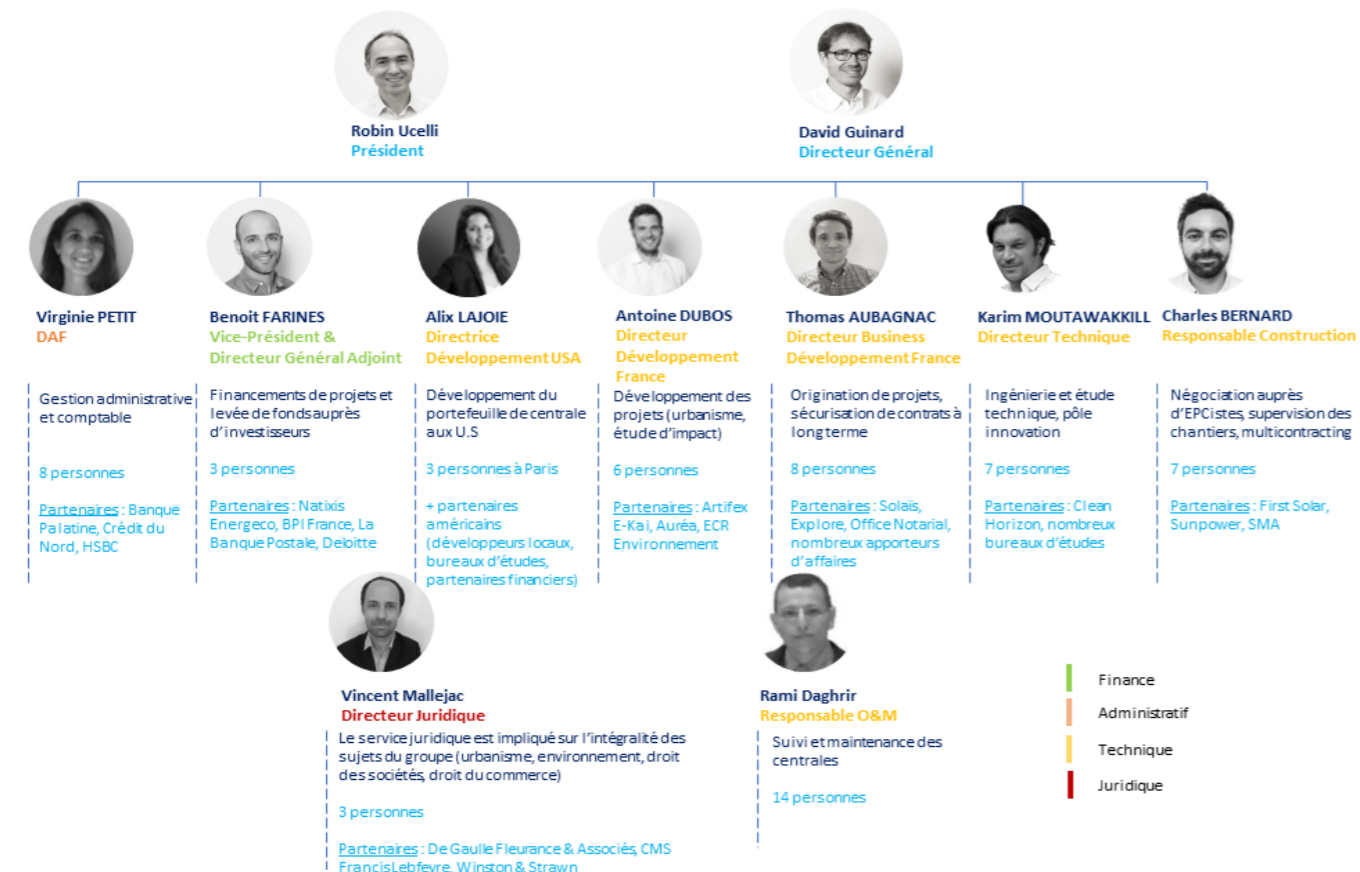 Robin Ucelli
Président
David Guinard
Directeur Général
Virginie PETIT
DAF
Gestion administrative
et comptable
8 personnes
Partenaires : Banque
Palatine, Crédit du
Nord, HSBC
Benoit FARINES
Vice-Président &
Directeur Général Adjoint
Financements de projets et
levée de fonds auprès
d’investisseurs
3 personnes
Partenaires : Natixis
Energeco, BPI France, La
Banque Postale, Deloitte
Alix LAJOIE
Directrice
Développement USA
Développement du
portefeuille de centrale
aux U.S
3 personnes à Paris
+ partenaires
américains
(développeurs locaux,
bureaux d’études,
partenaires financiers)
Antoine DUBOS
Directeur
Développement
France
Développement des
projets (urbanisme,
étude d’impact)
6 personnes
Partenaires : Artifex
E-Kai, Auréa, ECR
Environnement
Thomas AUBAGNAC
Directeur Business
Développement France
Origination de projets,
sécurisation de contrats à
long terme
8 personnes
Partenaires : Solaïs,
Explore, Office Notarial,
nombreux apporteurs
d’affaires
Karim MOUTAWAKKILL
Directeur Technique
Ingénierie et étude
technique, pôle
innovation
7 personnes
Partenaires : Clean
Horizon, nombreux
bureaux d’études
Charles BERNARD
Responsable Construction
Négociation auprès
d’EPCistes, supervision des
chantiers, multicontracting
7 personnes
Partenaires : First Solar,
Sunpower, SMA
Vincent Mallejac
Directeur Juridique
Le service juridique est impliqué sur l’intégralité des
sujets du groupe (urbanisme, environnement, droit
des sociétés, droit du commerce)
3 personnes
Partenaires : De Gaulle Fleurance & Associés, CMS
Francis Lebfevre, Winston & Strawn
Rami Daghrir
Responsable O&M
Suivi et maintenance des
centrales
14 personnes
Finance
Administratif
Technique
Juridique